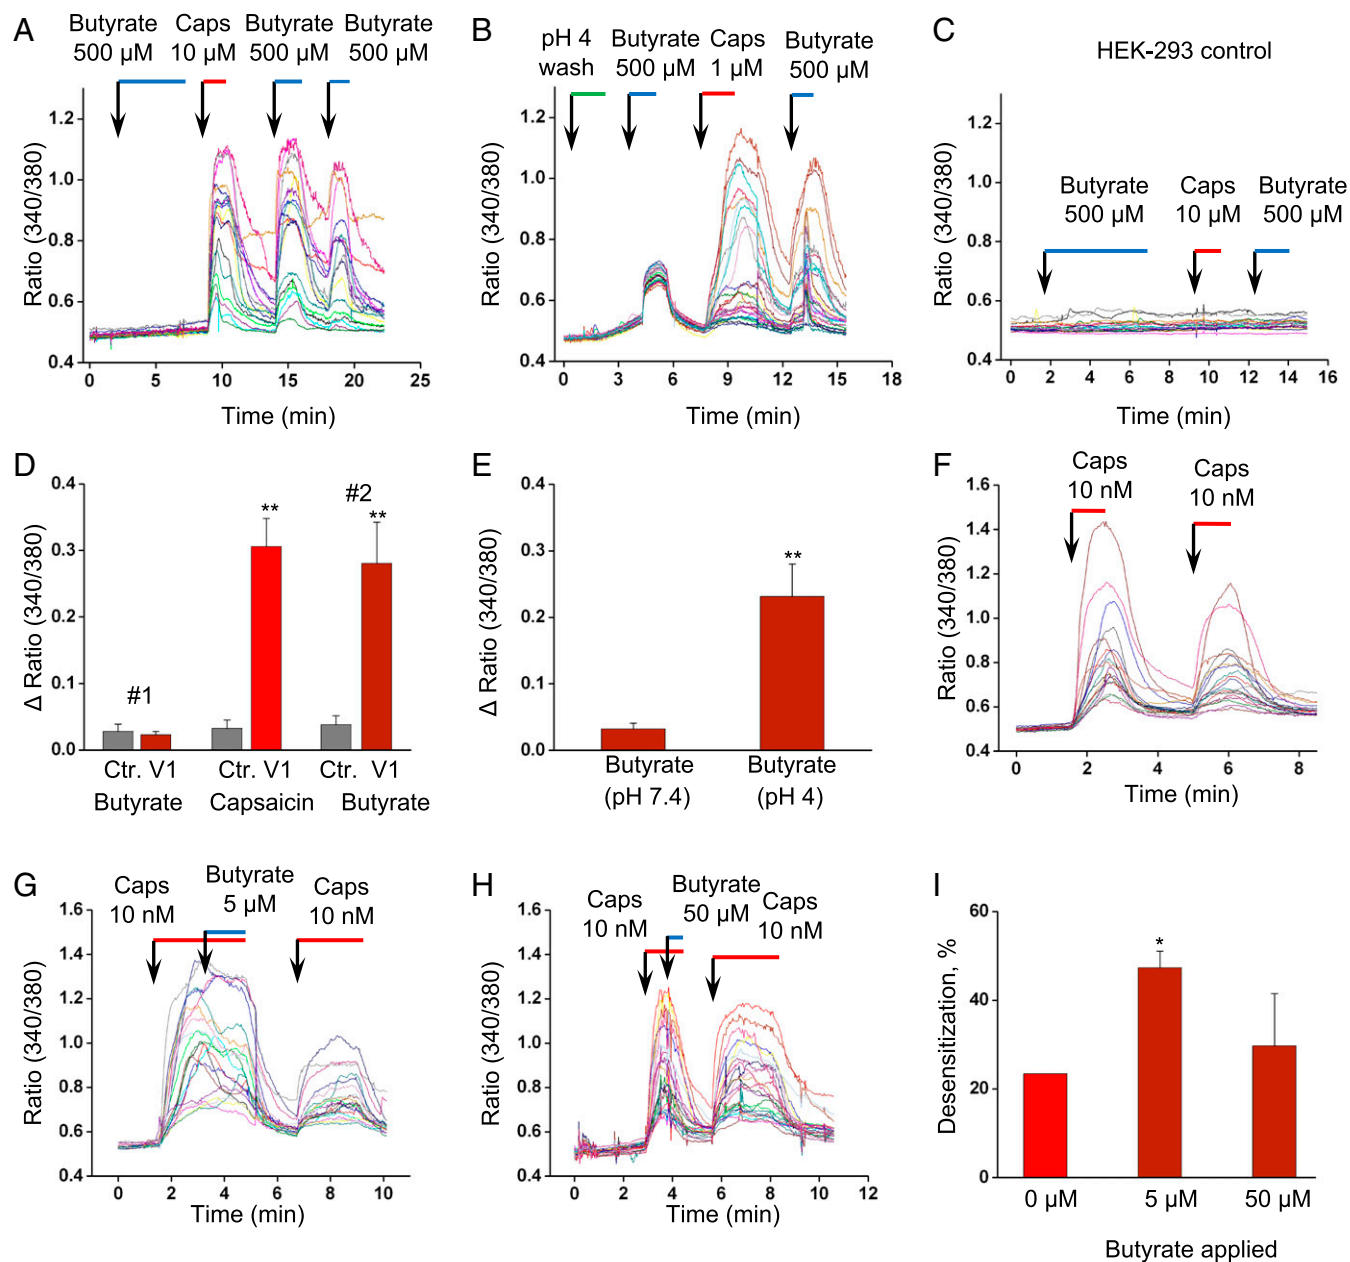 A
Butyrate Caps Butyrate Butyrate
500 µM 10 µM 500 µM 500 µM
Ratio (340/380)
1.2
1.0
0.8
0.6
0.4
0 5 10 15 20 25
Time (min)
B
pH 4 Butyrate Caps Butyrate
wash 500 µM 1 µM 500 µM
Ratio (340/380)
1.2
1.0
0.8
0.6
0.4
0 3 6 9 12 15 18
Time (min)
C
HEK-293 control
Ratio (340/380)
1.2
1.0
0.8
0.6
0.4
Butyrate Caps Butyrate
500 µM 10 µM 500 µM
0 2 4 6 8 10 12 14 16
Time (min)
D
Δ Ratio (340/380)
0.4
0.3
0.2
0.1
0.0
#1
**
#2
**
Ctr. V1 Ctr. V1 Ctr. V1
Butyrate Capsaicin Butyrate
E
Δ Ratio (340/380)
0.4
0.3
0.2
0.1
0.0
**
Butyrate Butyrate
(pH 7.4) (pH 4)
F
Caps Caps
10 nM 10 nM
Ratio (340/380)
1.6
1.4
1.2
1.0
0.8
0.6
0.4
0 2 4 6 8
Time (min)
G
Caps Butyrate Caps
10 nM 5 µM 10 nM
Ratio (340/380)
1.6
1.4
1.2
1.0
0.8
0.6
0.4
0 2 4 6 8 10
Time (min)
H
Caps Butyrate Caps
10 nM 50 µM 10 nM
Ratio (340/380)
1.6
1.4
1.2
1.0
0.8
0.6
0.4
0 2 4 6 8 10 12
Time (min)
I
Desensitization, %
60
40
20
0
*
0 µM 5 µM 50 µM
Butyrate applied